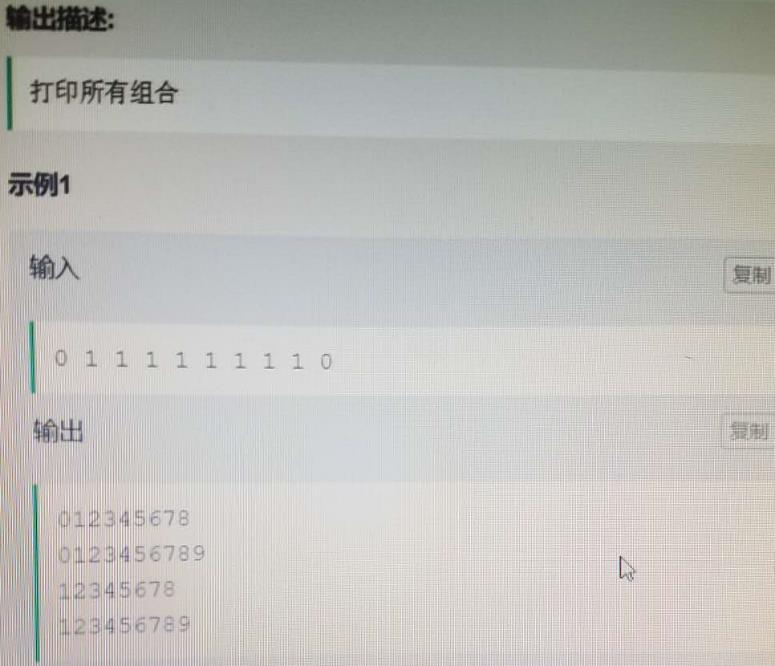 输出描述:
打印所有组合
示例1
输入
复制
0 1 1 1 1 1 1 1 1 0
输出
复制
012345678
0123456789
12345678
123456789